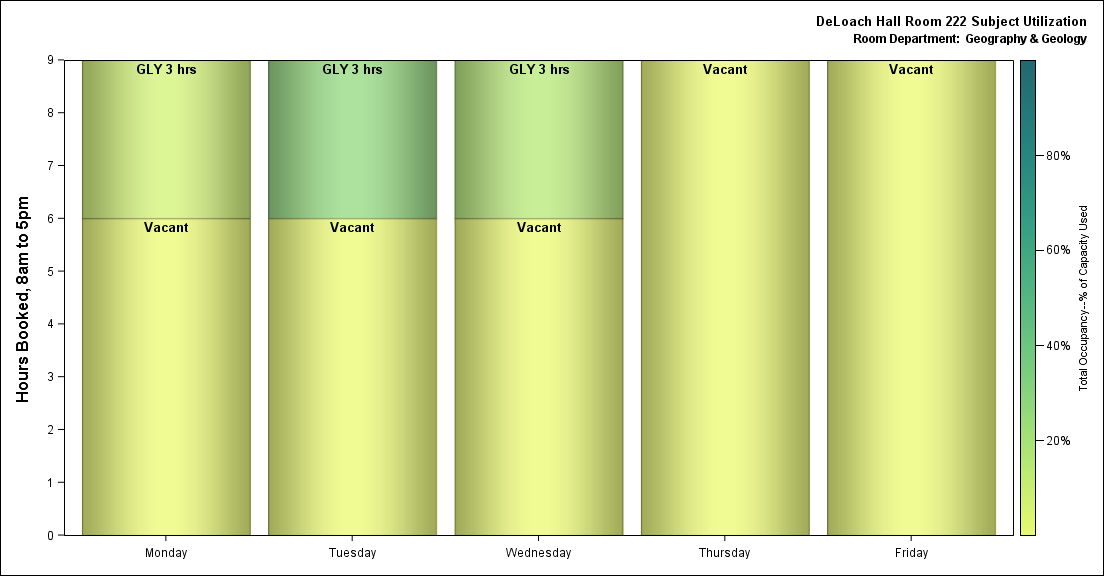 DeLoach Hall Room 222 Subject Utilization
Room Department: Geography & Geology
Hours Booked, 8am to 5pm
9
8
7
6
5
4
3
2
1
0
GLY 3 hrs
GLY 3 hrs
GLY 3 hrs
Vacant
Vacant
Vacant
Vacant
Vacant
Monday
Tuesday
Wednesday
Thursday
Friday
80%
60%
40%
20%
Total Occupancy--% of Capacity Used